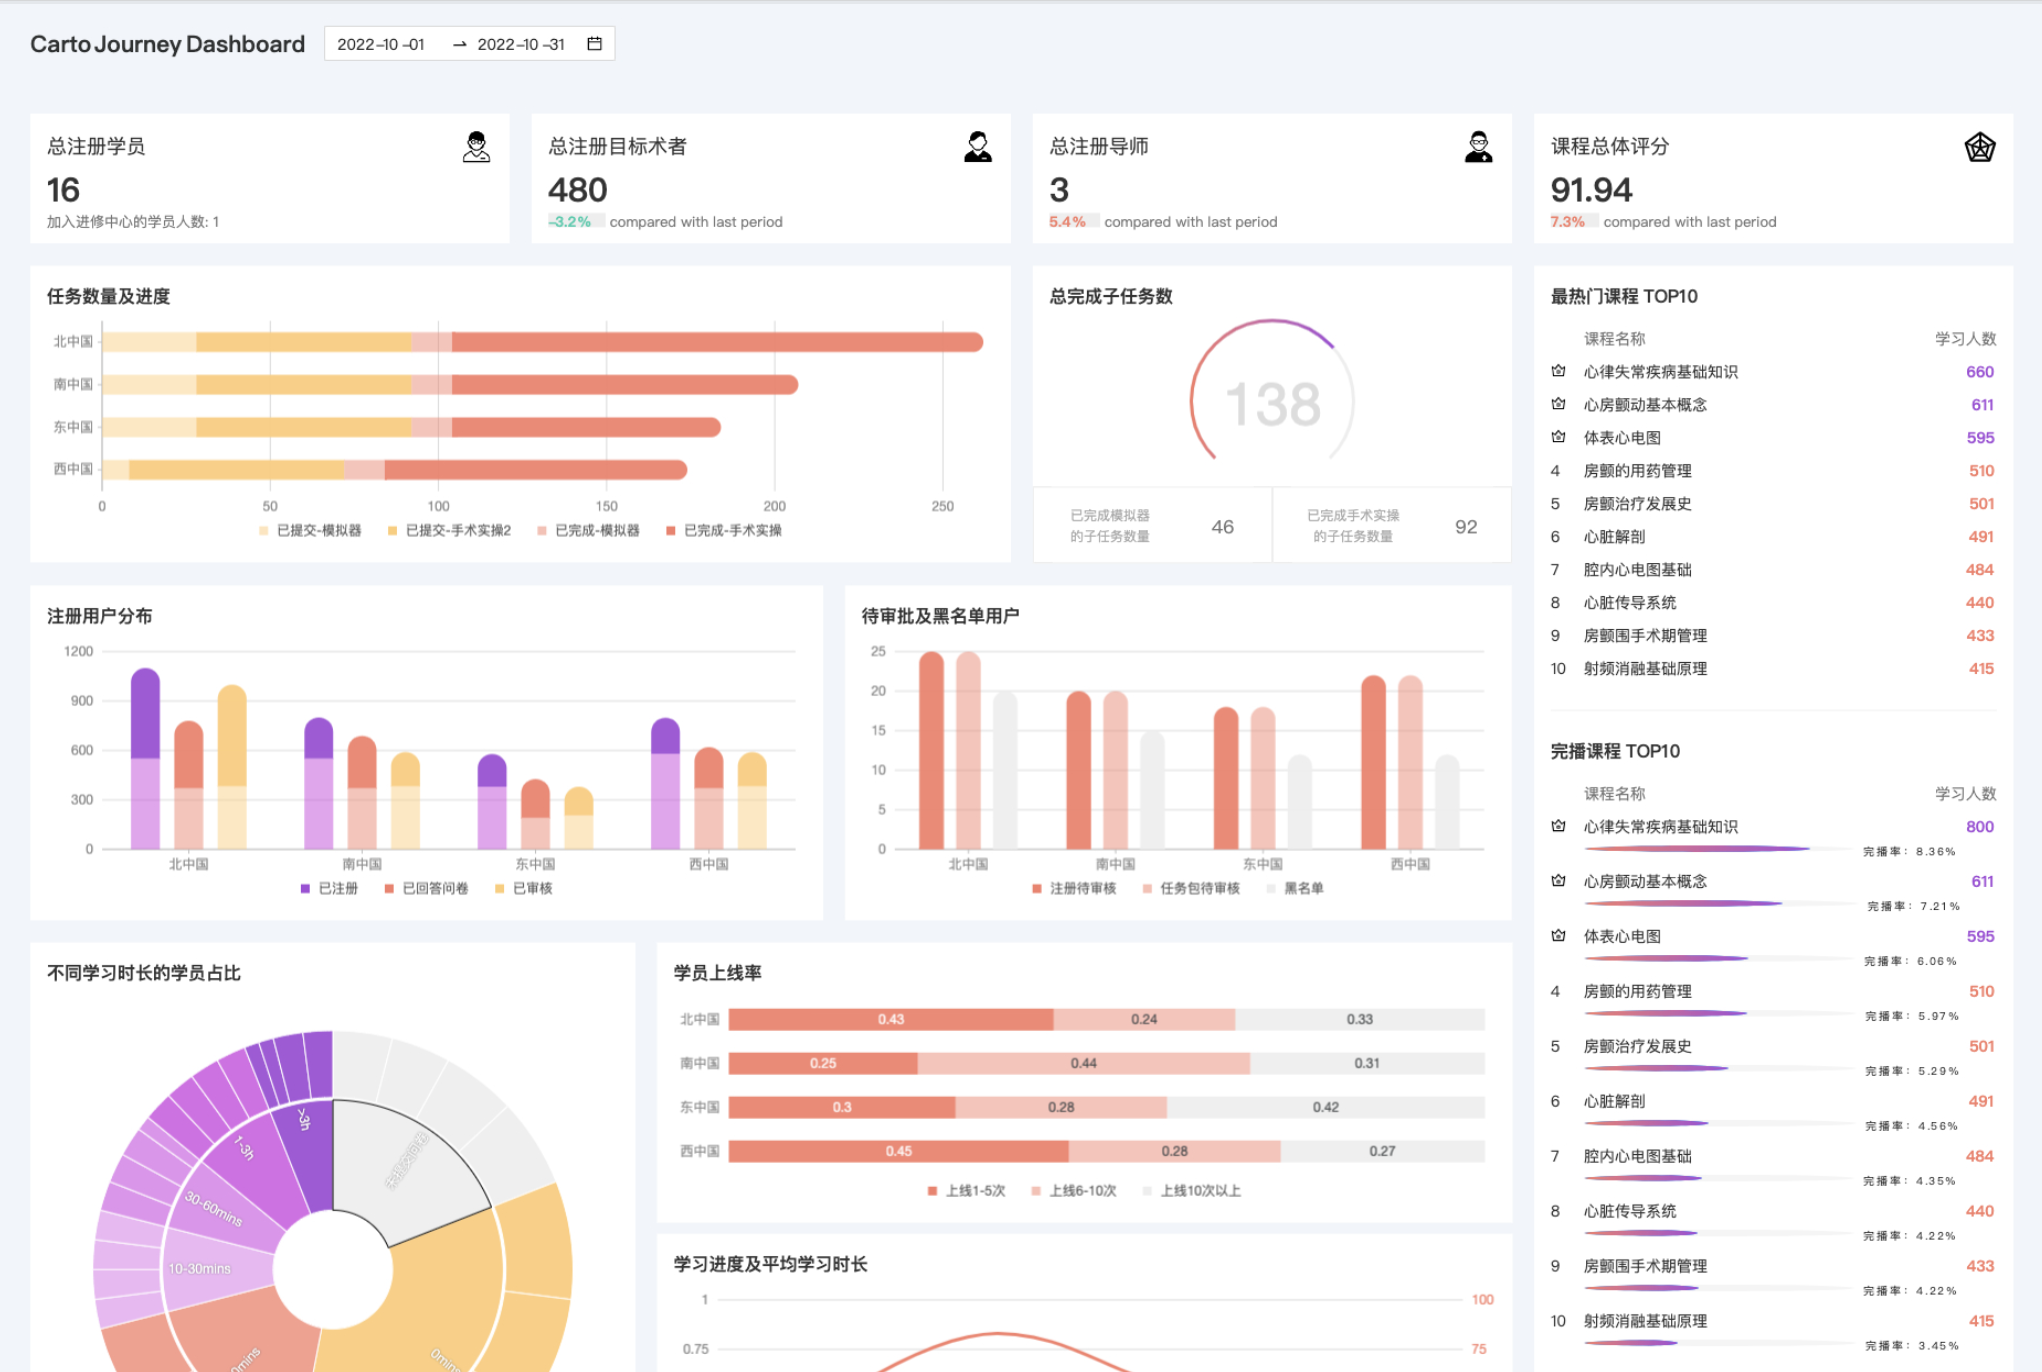 Carto Journey Dashboard
2022-10 -01 → 2022-10 -31
总注册学员
16
加入进修中心的学员人数: 1
总注册目标术者
480
-3.2% compared with last period
总注册导师
3
5.4% compared with last period
课程总体评分
91.94
7.3% compared with last period
任务数量及进度
北中国
南中国
东中国
西中国
0 50 100 150 200 250
已提交-模拟器 已提交-手术实操2 已完成-模拟器 已完成-手术实操
总完成子任务数
138
已完成模拟器
的子任务数量
46
已完成手术实操
的子任务数量
92
最热门课程 TOP10
课程名称 学习人数
心律失常疾病基础知识 660
心房颤动基本概念 611
体表心电图 595
4 房颤的用药管理 510
5 房颤治疗发展史 501
6 心脏解剖 491
7 腔内心电图基础 484
8 心脏传导系统 440
9 房颤围手术期管理 433
10 射频消融基础原理 415
注册用户分布
1200
900
600
300
0
北中国 南中国 东中国 西中国
已注册 已回答问卷 已审核
待审批及黑名单用户
25
20
15
10
5
0
北中国 南中国 东中国 西中国
注册待审核 任务包待审核 黑名单
完播课程 TOP10
课程名称 学习人数
心律失常疾病基础知识 800
完播率: 8.36%
心房颤动基本概念 611
完播率: 7.21%
体表心电图 595
完播率: 6.06%
4 房颤的用药管理 510
完播率: 5.97%
5 房颤治疗发展史 501
完播率: 5.29%
6 心脏解剖 491
完播率: 4.56%
7 腔内心电图基础 484
完播率: 4.35%
8 心脏传导系统 440
完播率: 4.22%
9 房颤围手术期管理 433
完播率: 4.22%
10 射频消融基础原理 415
完播率: 3.45%
不同学习时长的学员占比
>3h
1-3h
30-60mins
10-30mins
0mins
学员上线率
北中国 0.43 0.24 0.33
南中国 0.25 0.44 0.31
东中国 0.3 0.28 0.42
西中国 0.45 0.28 0.27
上线1-5次 上线6-10次 上线10次以上
学习进度及平均学习时长
1 100
0.75 75